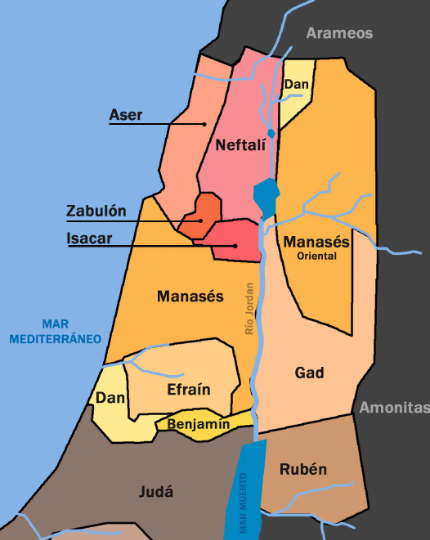 Arameos
Dan
Aser
Neftalí
Zabulón
Isacar
Manasés
Oriental
Manasés
Río Jordan
MAR
MEDITERRÁNEO
Gad
Efraín
Dan
Benjamín
Amonitas
Rubén
Judá
MAR MUERTO